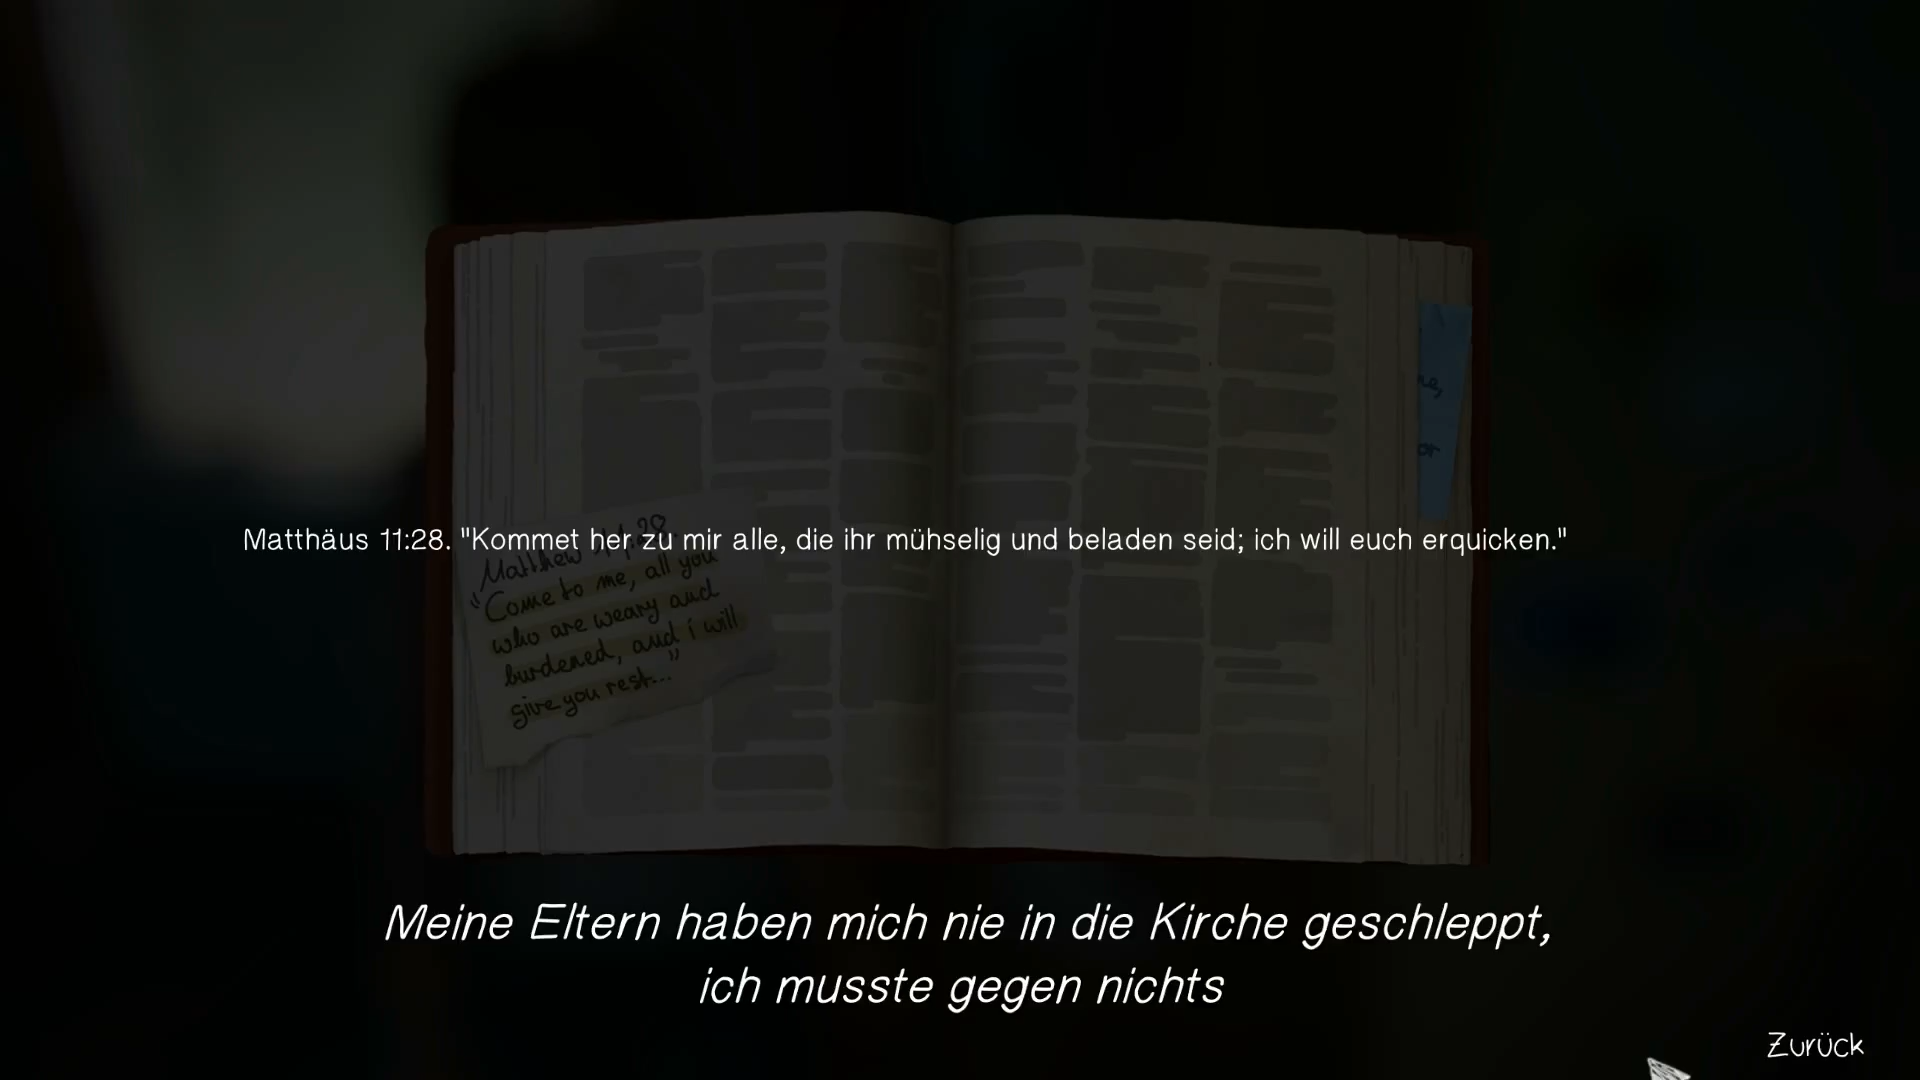 Matthäus 11:28. "Kommet her zu mir alle, die ihr mühselig und beladen seid; ich will euch erquicken."
Matthew 11:28.
"Come to me, all you
who are weary and
burdened, and i will
give you rest..."
Meine Eltern haben mich nie in die Kirche geschleppt,
ich musste gegen nichts
Zurück